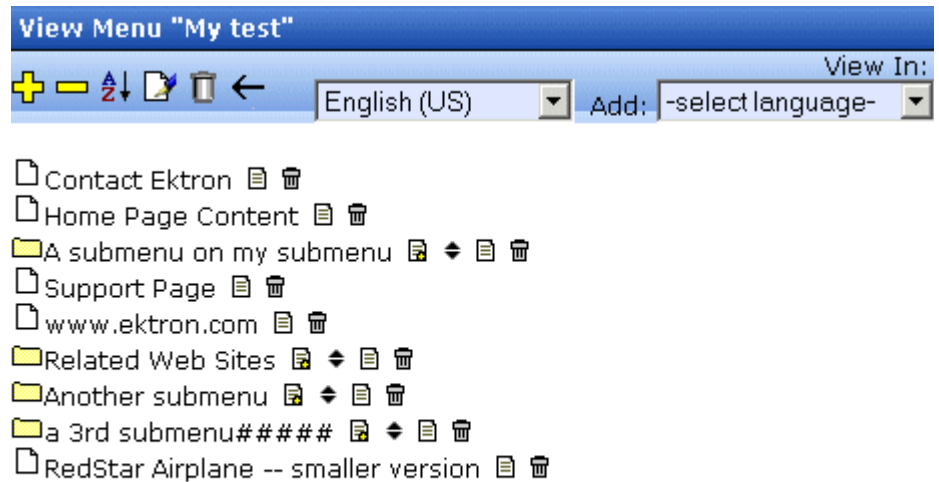 View Menu "My test"
View In:
English (US)
Add: -select language-
Contact Ektron
Home Page Content
A submenu on my submenu
Support Page
www.ektron.com
Related Web Sites
Another submenu
a 3rd submenu#####
RedStar Airplane -- smaller version